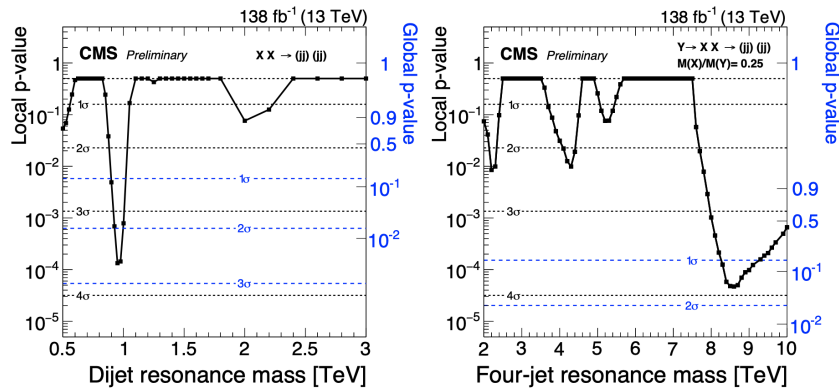 138 fb⁻¹ (13 TeV)
CMS Preliminary
X X → (jj) (jj)
Local p-value
Global p-value
1
10⁻¹
10⁻²
10⁻³
10⁻⁴
10⁻⁵
1σ
2σ
3σ
4σ
1σ
2σ
3σ
1
0.9
0.5
10⁻¹
10⁻²
0.5 1 1.5 2 2.5 3
Dijet resonance mass [TeV]
138 fb⁻¹ (13 TeV)
CMS Preliminary
Y→ X X → (jj) (jj)
M(X)/M(Y)= 0.25
Local p-value
Global p-value
1
10⁻¹
10⁻²
10⁻³
10⁻⁴
10⁻⁵
1σ
2σ
3σ
4σ
1σ
2σ
1
0.9
0.5
10⁻¹
10⁻²
2 3 4 5 6 7 8 9 10
Four-jet resonance mass [TeV]